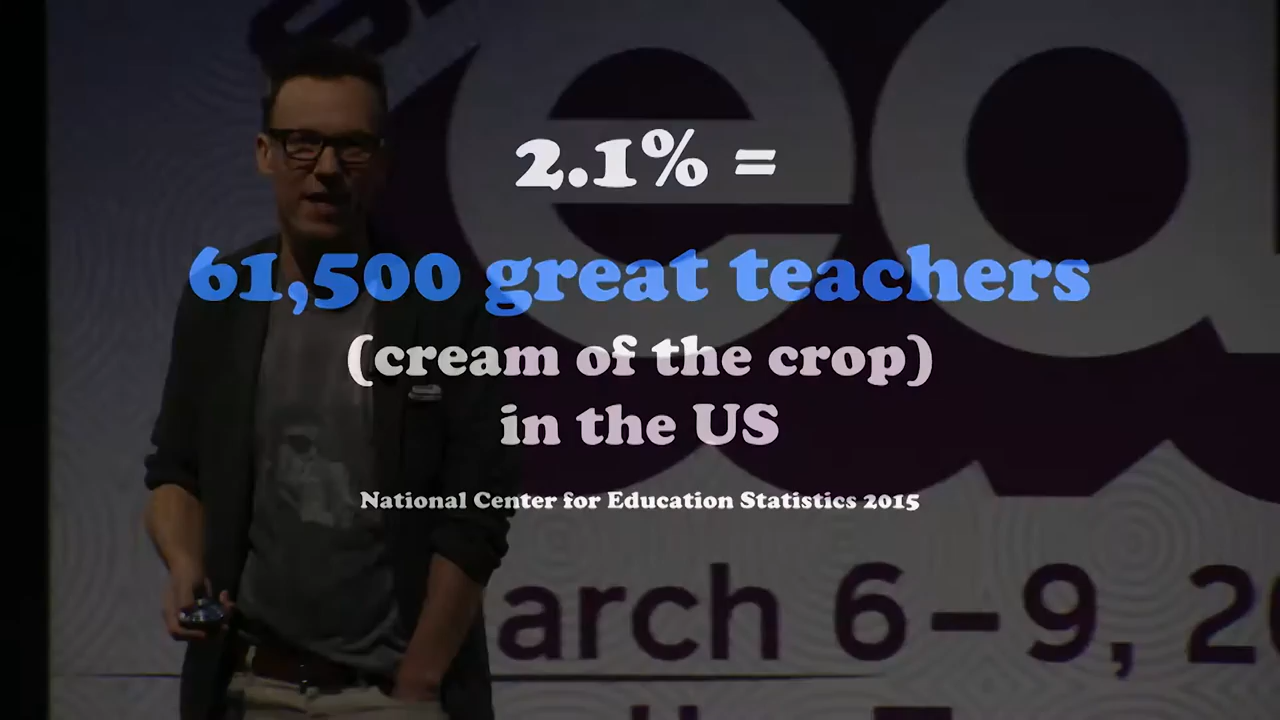 2.1% =
61,500 great teachers
(cream of the crop)
in the US
National Center for Education Statistics 2015
arch 6–9, 2